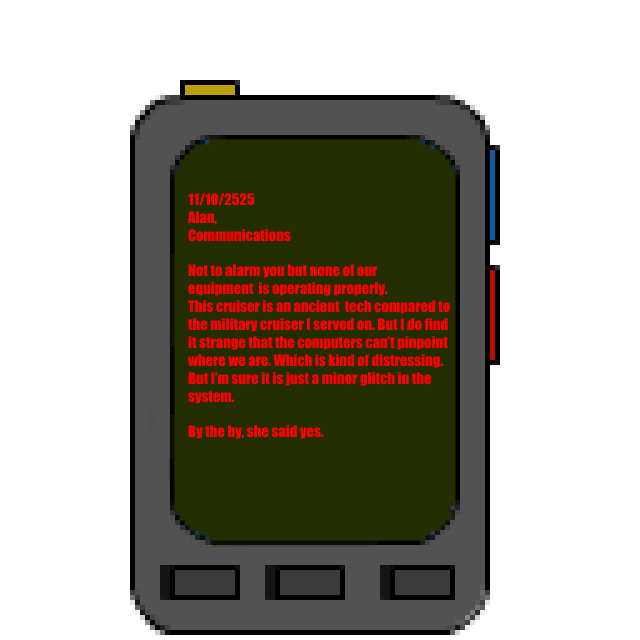 11/10/2525
Alan,
Communications
Not to alarm you but none of our
equipment is operating properly.
This cruiser is an ancient tech compared to
the military cruiser I served on. But I do find
it strange that the computers can't pinpoint
where we are. Which is kind of distrossing.
But I'm sure it is just a minor glitch in the
system.
By the by, she said yes.